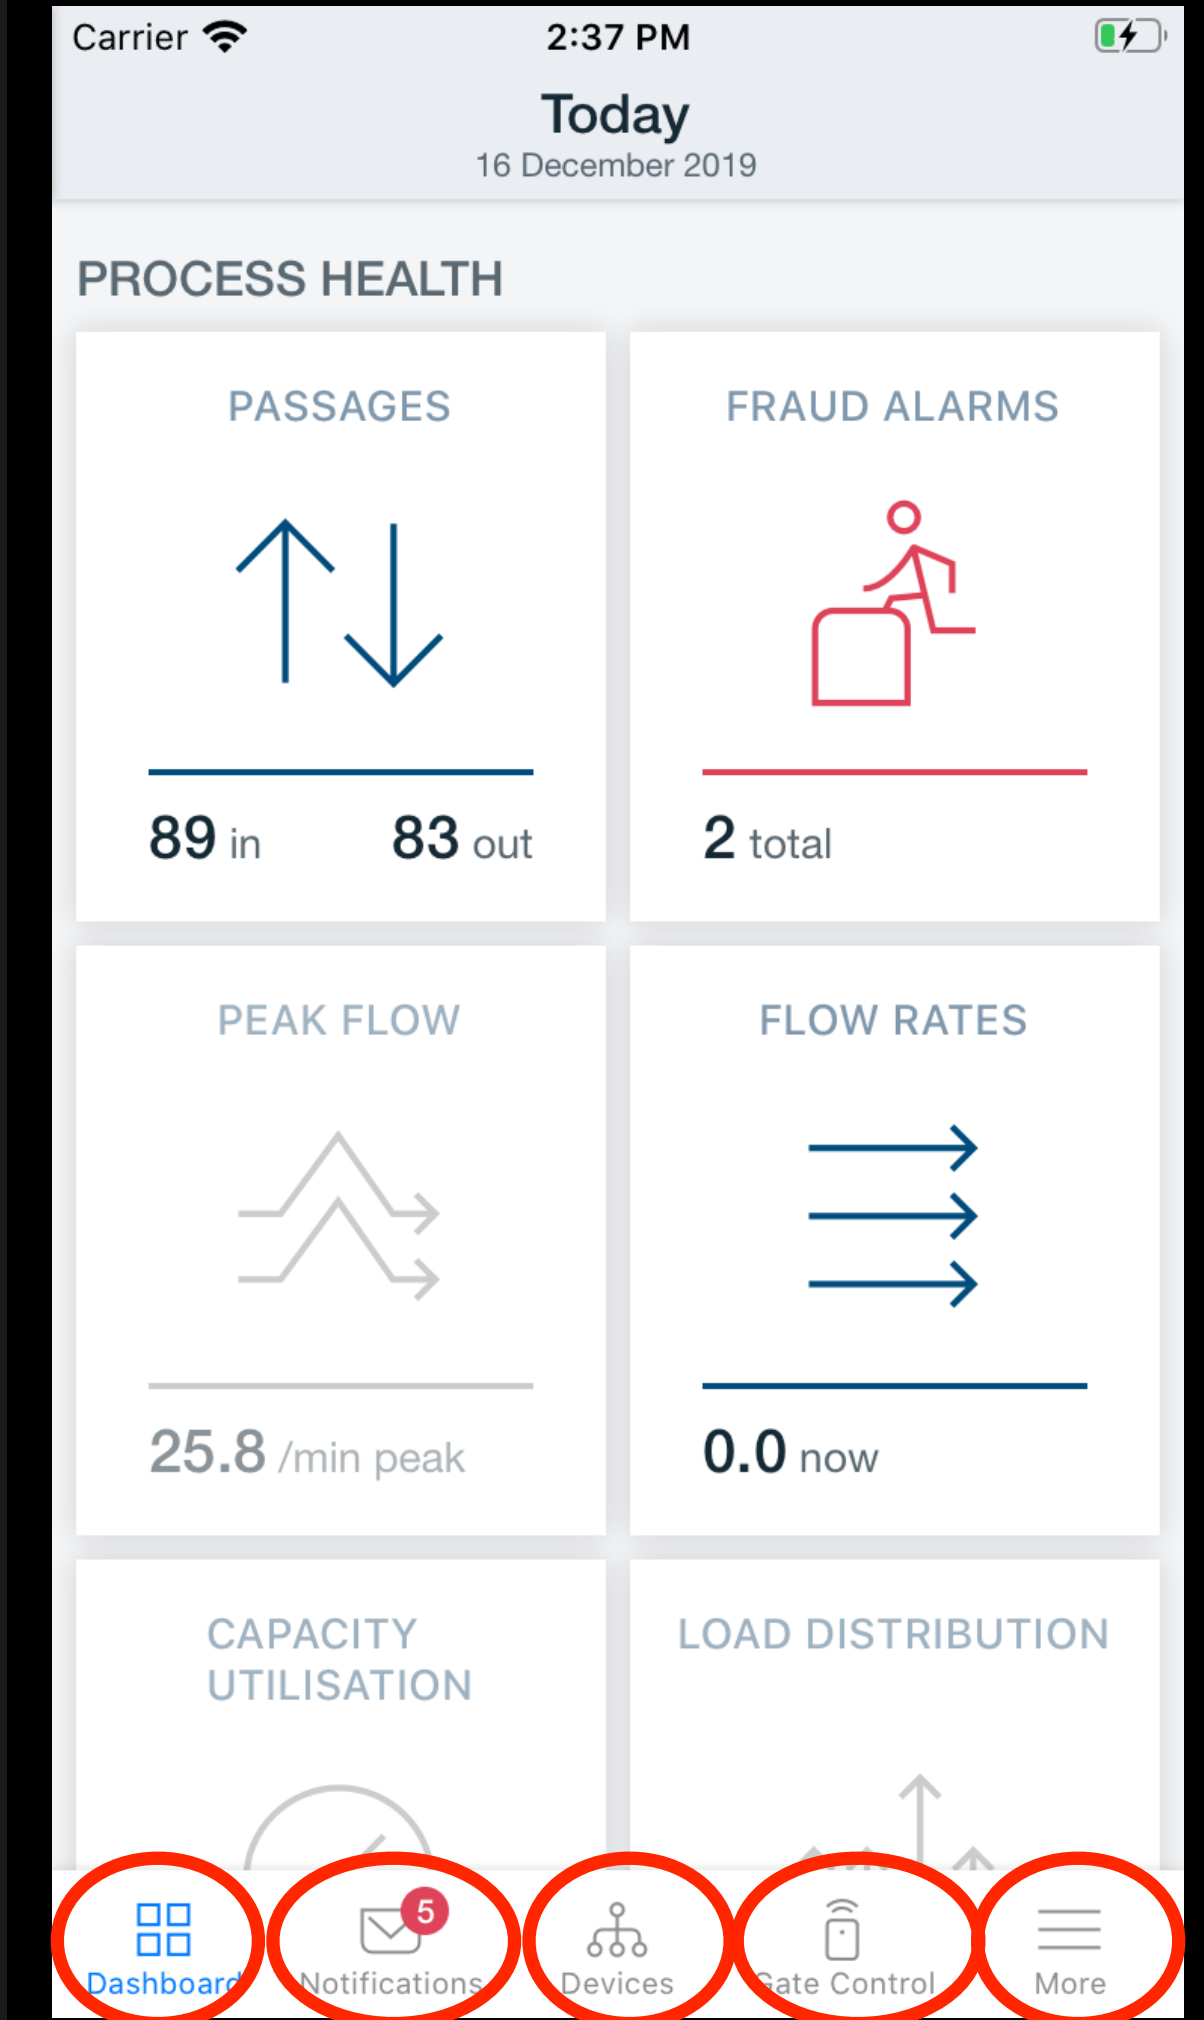 Carrier
2:37 PM
Today
16 December 2019
PROCESS HEALTH
PASSAGES
FRAUD ALARMS
89 in 83 out
2 total
PEAK FLOW
FLOW RATES
25.8 /min peak
0.0 now
CAPACITY
UTILISATION
LOAD DISTRIBUTION
5
Dashboard
Notifications
Devices
Gate Control
More